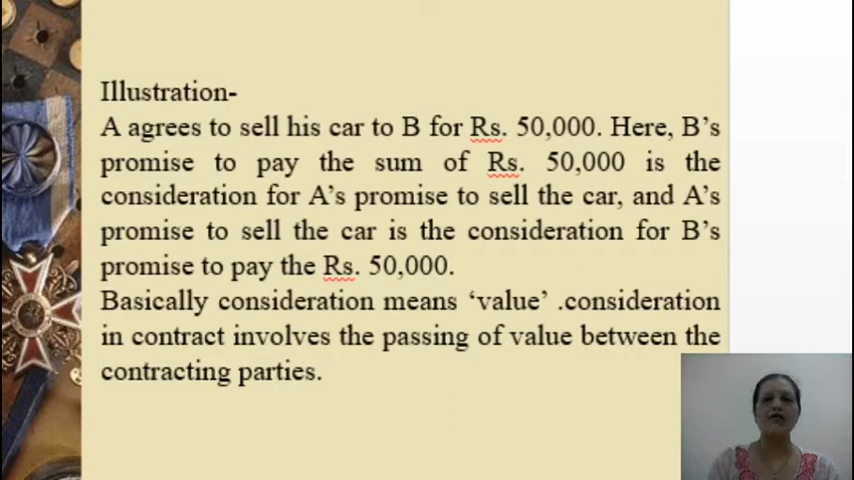 Illustration-
A agrees to sell his car to B for Rs. 50,000. Here, B’s
promise to pay the sum of Rs. 50,000 is the
consideration for A’s promise to sell the car, and A’s
promise to sell the car is the consideration for B’s
promise to pay the Rs. 50,000.
Basically consideration means ‘value’ .consideration
in contract involves the passing of value between the
contracting parties.